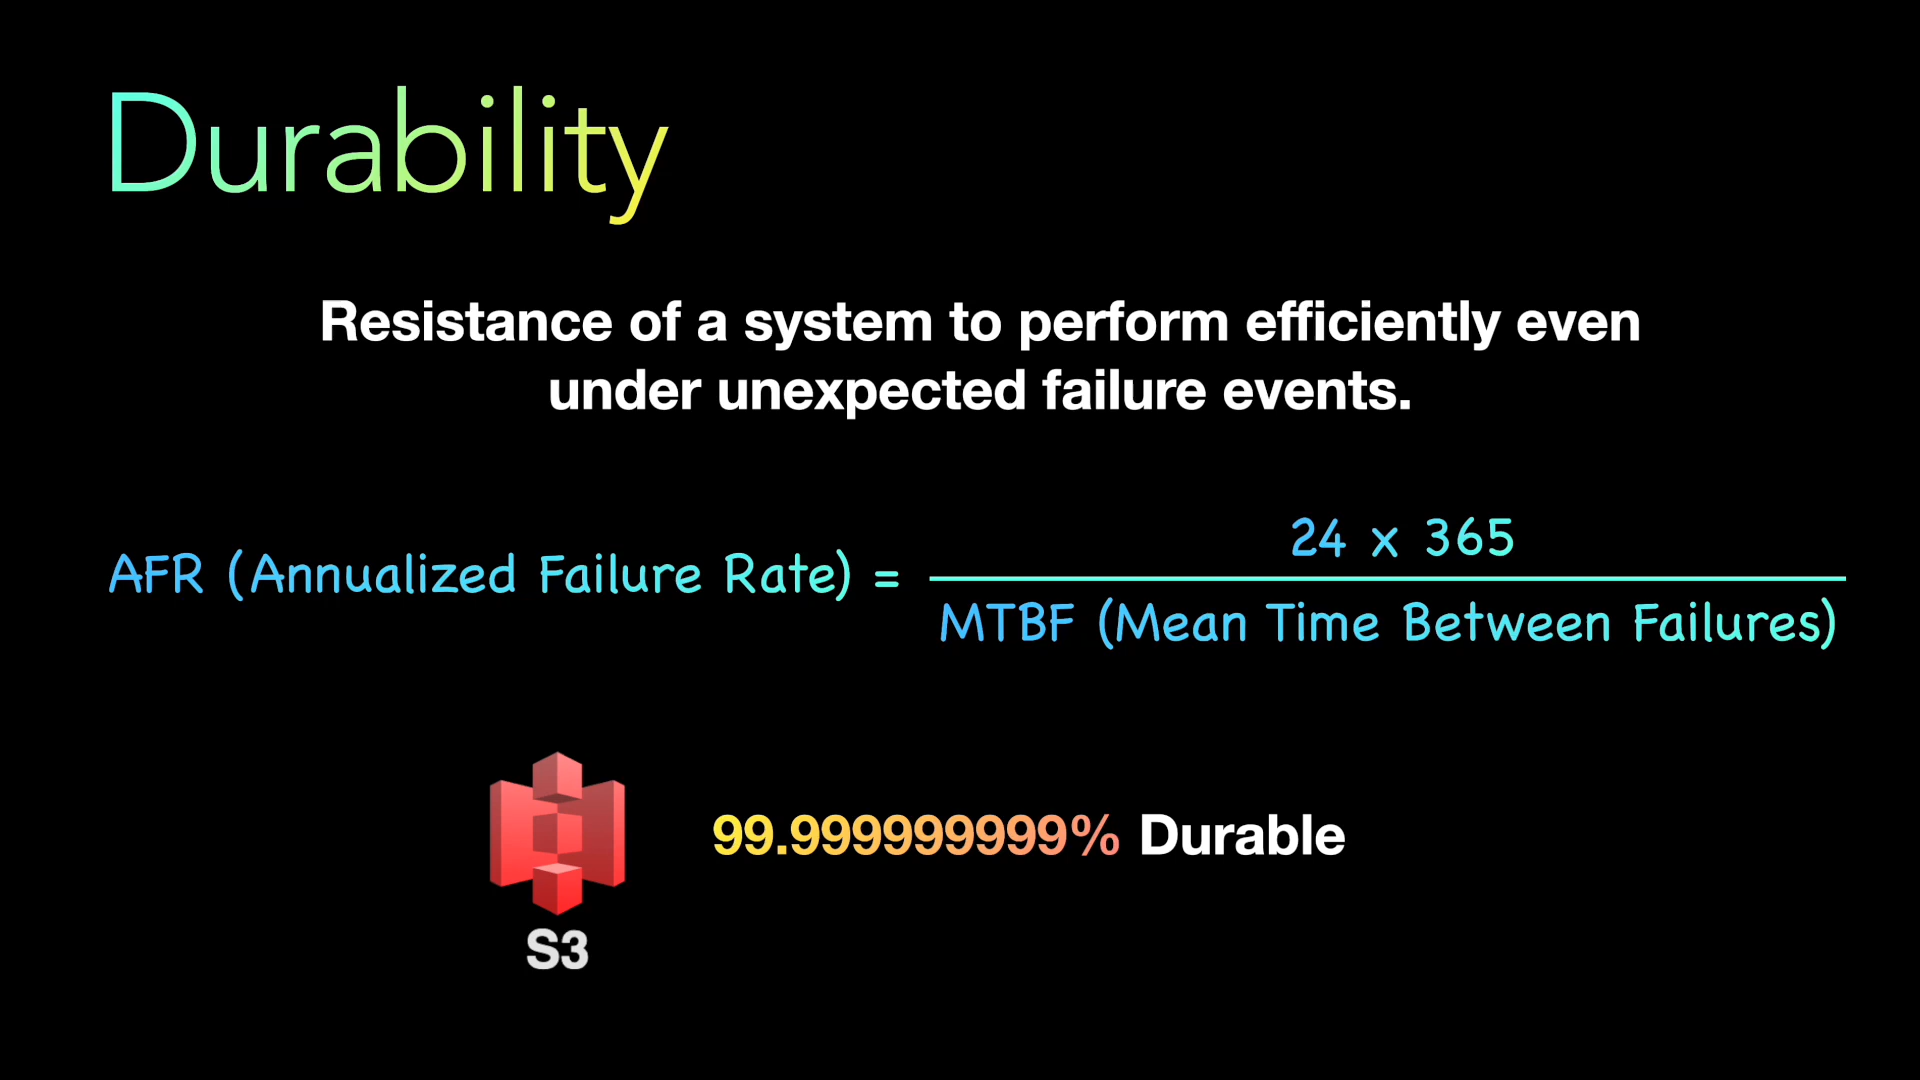 Durability
Resistance of a system to perform efficiently even
under unexpected failure events.
AFR (Annualized Failure Rate) =
24 x 365
MTBF (Mean Time Between Failures)
99.999999999% Durable
S3